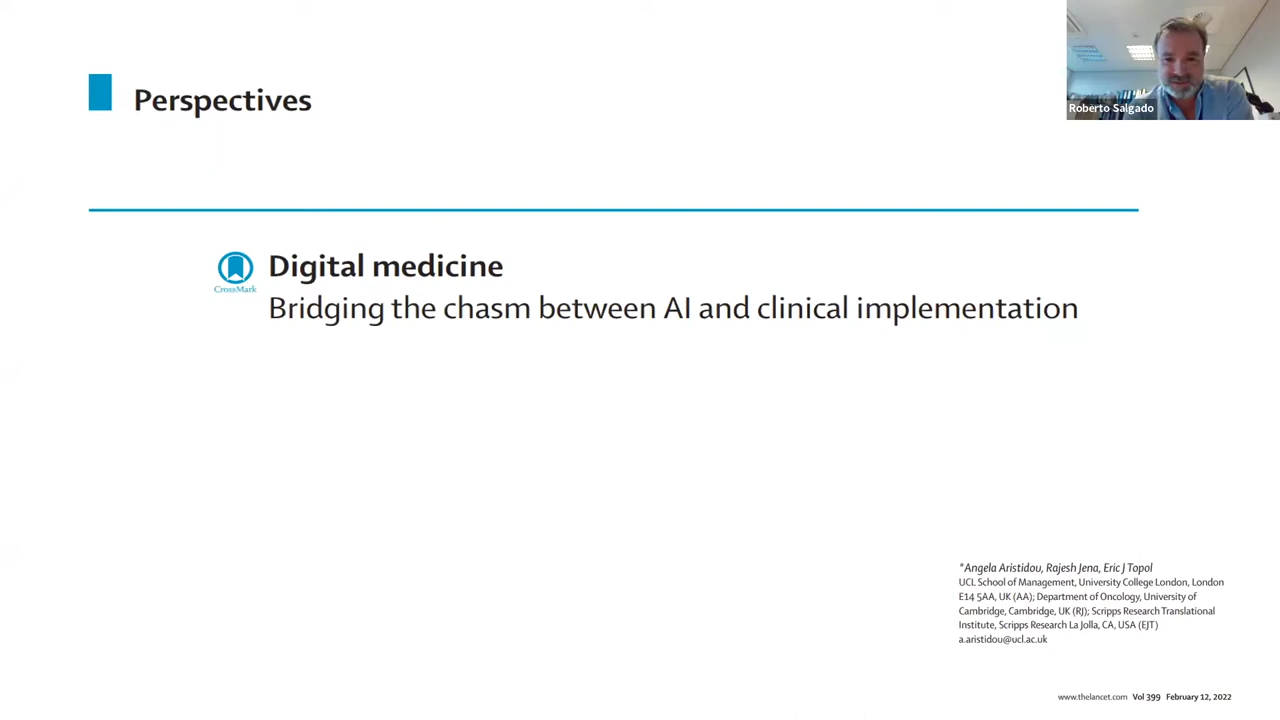 Perspectives
Roberto Salgado
Digital medicine
CrossMark
Bridging the chasm between AI and clinical implementation
*Angela Aristidou, Rajesh Jena, Eric J Topol
UCL School of Management, University College London, London
E14 5AA, UK (AA); Department of Oncology, University of
Cambridge, Cambridge, UK (RJ); Scripps Research Translational
Institute, Scripps Research La Jolla, CA, USA (EJT)
a.aristidou@ucl.ac.uk
www.thelancet.com Vol 399 February 12, 2022